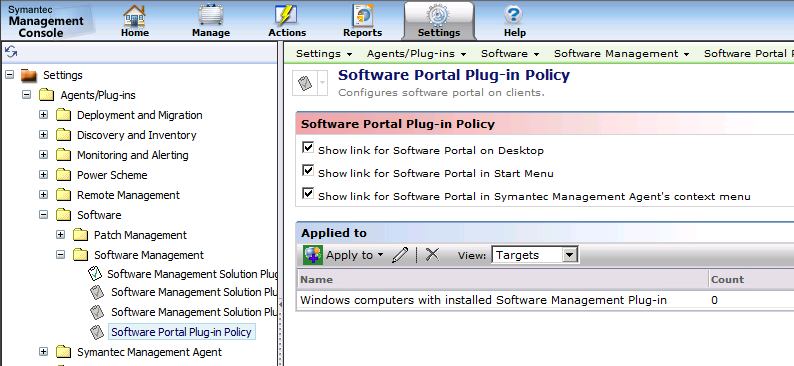 Symantec
Management
Console
Home
Manage
Actions
Reports
Settings
Help
Settings
Agents/Plug-ins
Deployment and Migration
Discovery and Inventory
Monitoring and Alerting
Power Scheme
Remote Management
Software
Patch Management
Software Management
Software Management Solution Plu
Software Management Solution Plu
Software Management Solution Plu
Software Portal Plug-in Policy
Symantec Management Agent
Settings Agents/Plug-ins Software Software Management Software Portal P
Software Portal Plug-in Policy
Configures software portal on clients.
Software Portal Plug-in Policy
Show link for Software Portal on Desktop
Show link for Software Portal in Start Menu
Show link for Software Portal in Symantec Management Agent's context menu
Applied to
Apply to View: Targets
Name Count
Windows computers with installed Software Management Plug-in 0